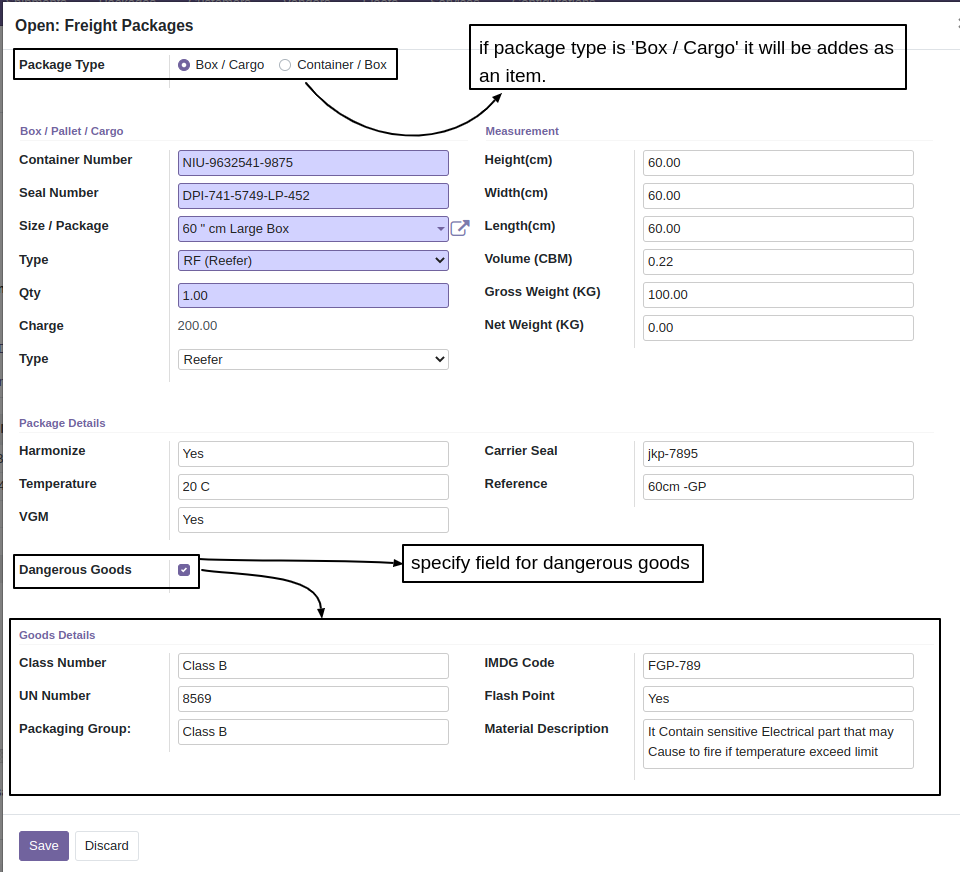 Open: Freight Packages
if package type is 'Box / Cargo' it will be addes as
an item.
Package Type
Box / Cargo
Container / Box
Box / Pallet / Cargo
Container Number
NIU-9632541-9875
Seal Number
DPI-741-5749-LP-452
Size / Package
60 " cm Large Box
Type
RF (Reefer)
Qty
1.00
Charge
200.00
Type
Reefer
Measurement
Height(cm)
60.00
Width(cm)
60.00
Length(cm)
60.00
Volume (CBM)
0.22
Gross Weight (KG)
100.00
Net Weight (KG)
0.00
Package Details
Harmonize
Yes
Temperature
20 C
VGM
Yes
Carrier Seal
jkp-7895
Reference
60cm -GP
Dangerous Goods
specify field for dangerous goods
Goods Details
Class Number
Class B
UN Number
8569
Packaging Group:
Class B
IMDG Code
FGP-789
Flash Point
Yes
Material Description
It Contain sensitive Electrical part that may
Cause to fire if temperature exceed limit
Save
Discard